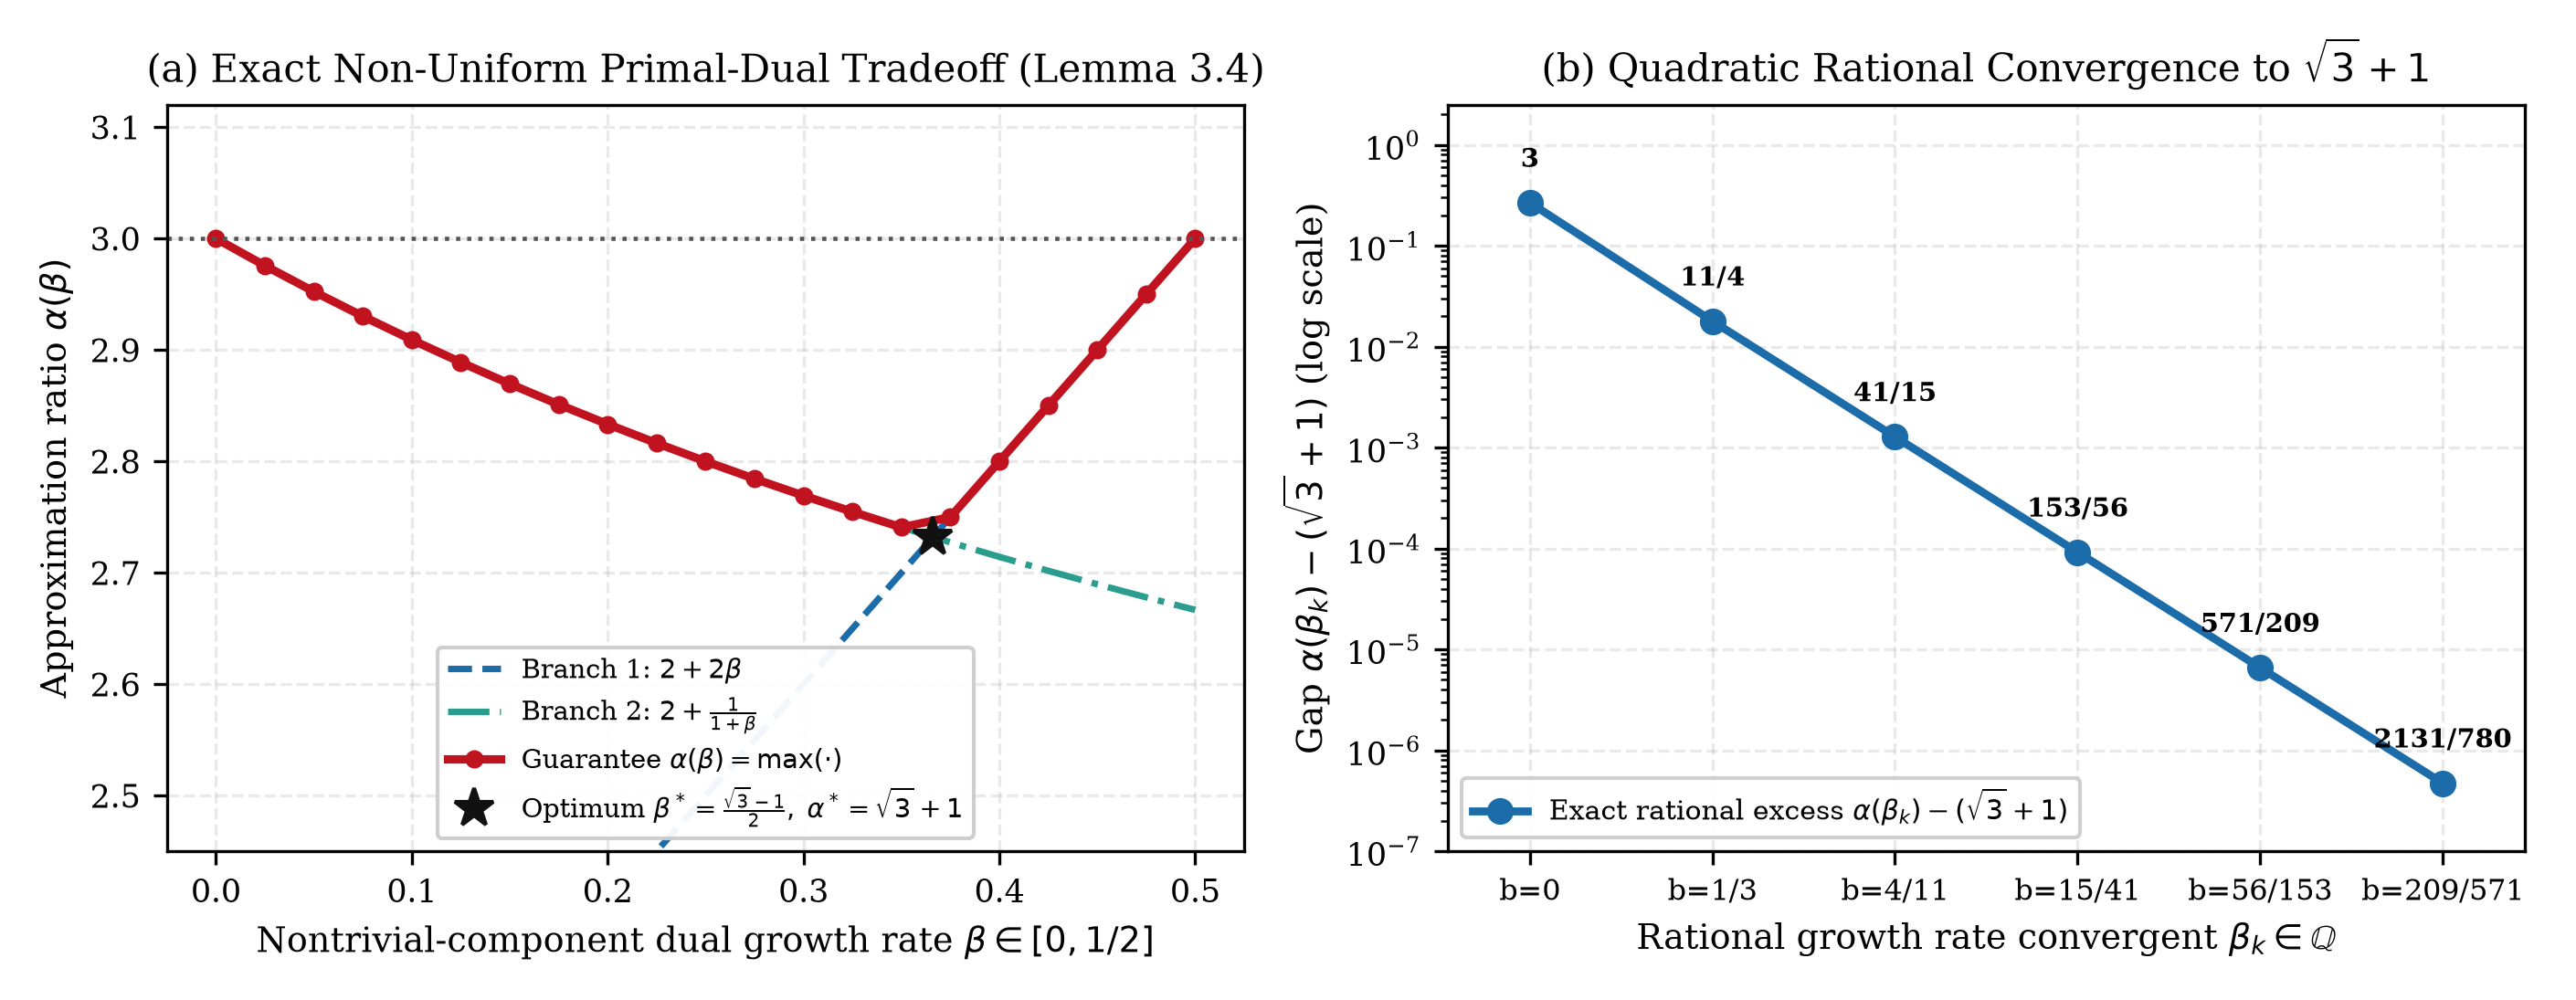 (a) Exact Non-Uniform Primal-Dual Tradeoff (Lemma 3.4)
Approximation ratio α(β)
3.1
3.0
2.9
2.8
2.7
2.6
2.5
Branch 1: 2 + 2β
Branch 2: 2 + 1/(1 + β)
Guarantee α(β) = max(·)
Optimum β* = (√3 − 1)/2, α* = √3 + 1
0.0 0.1 0.2 0.3 0.4 0.5
Nontrivial-component dual growth rate β ∈ [0, 1/2]
(b) Quadratic Rational Convergence to √3 + 1
Gap α(βₖ) − (√3 + 1) (log scale)
10⁰
10⁻¹
10⁻²
10⁻³
10⁻⁴
10⁻⁵
10⁻⁶
10⁻⁷
3
11/4
41/15
153/56
571/209
2131/780
Exact rational excess α(βₖ) − (√3 + 1)
b=0 b=1/3 b=4/11 b=15/41 b=56/153 b=209/571
Rational growth rate convergent βₖ ∈ ℚ